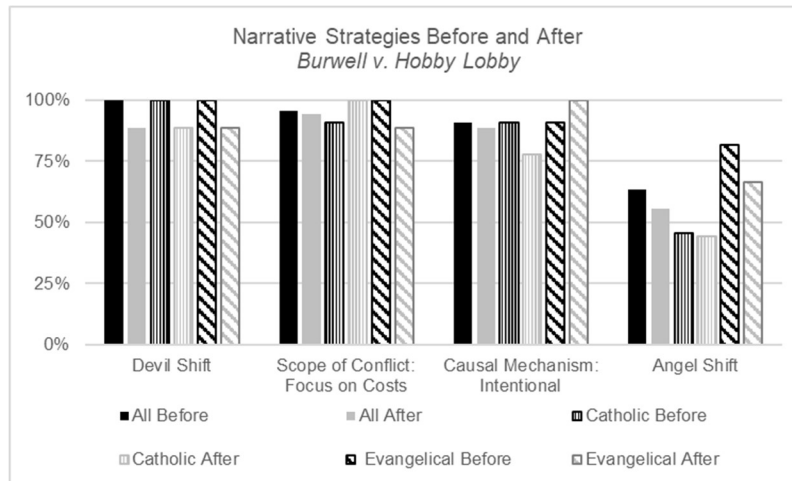 Narrative Strategies Before and After
Burwell v. Hobby Lobby
100%
75%
50%
25%
0%
Devil Shift
Scope of Conflict:
Focus on Costs
Causal Mechanism:
Intentional
Angel Shift
All Before
All After
Catholic Before
Catholic After
Evangelical Before
Evangelical After